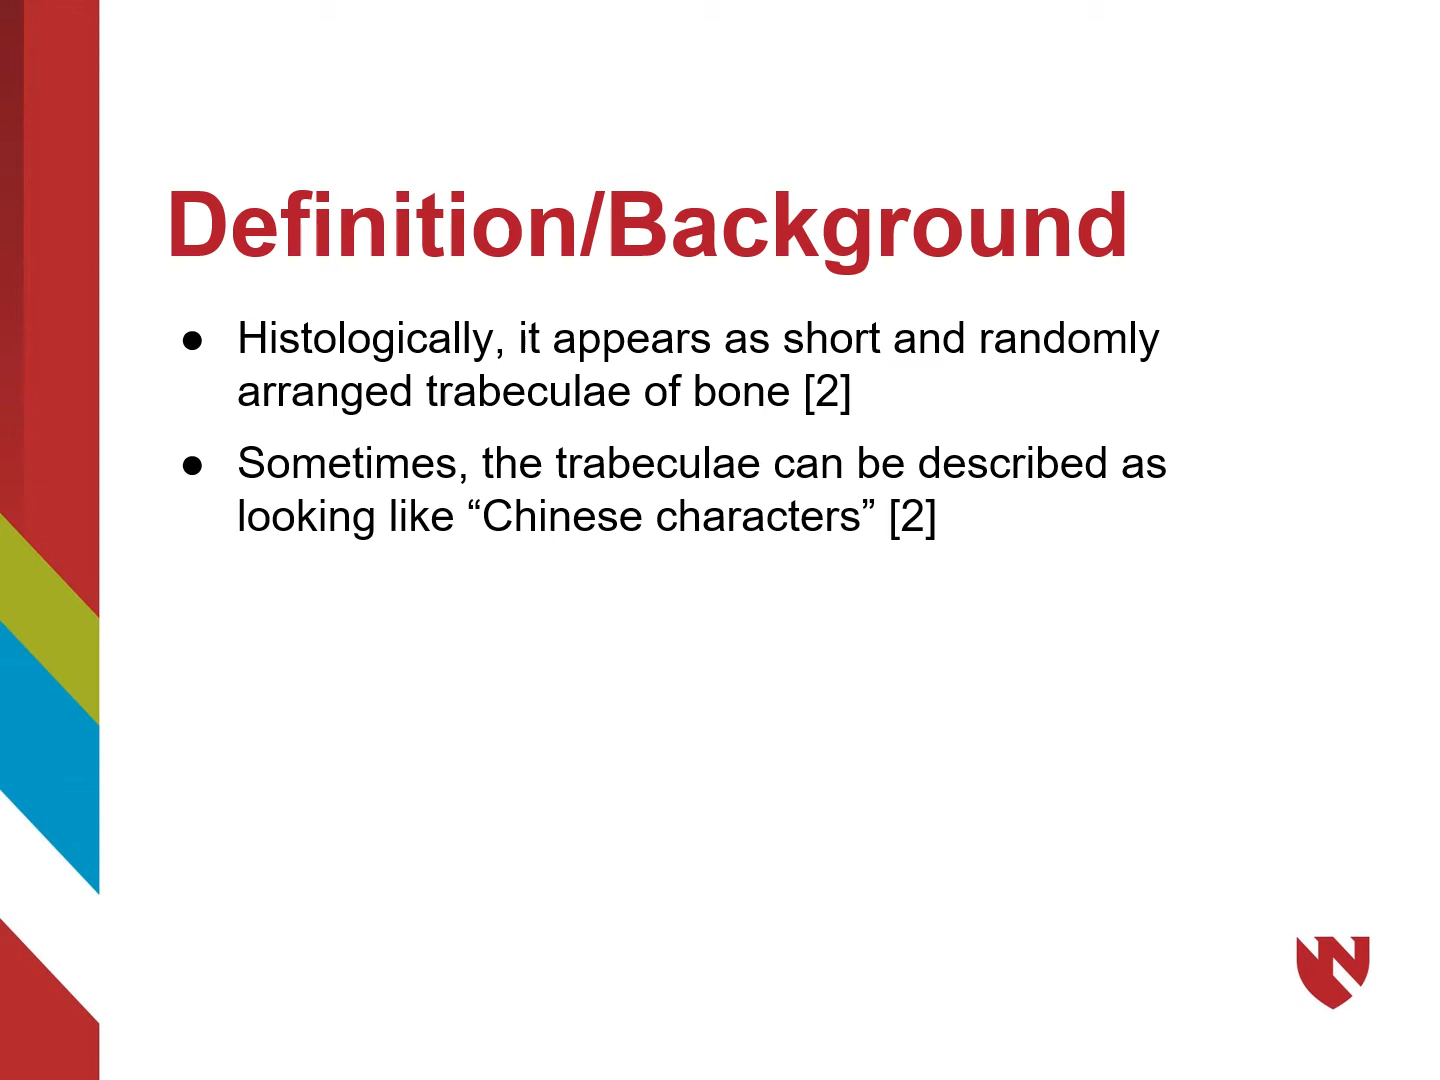 Definition/Background
● Histologically, it appears as short and randomly
arranged trabeculae of bone [2]
● Sometimes, the trabeculae can be described as
looking like “Chinese characters” [2]